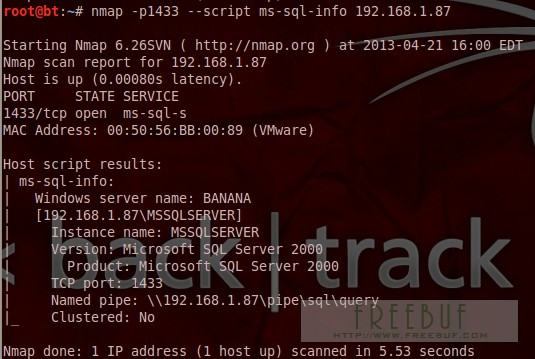 root@bt:~# nmap -p1433 --script ms-sql-info 192.168.1.87

Starting Nmap 6.26SVN ( http://nmap.org ) at 2013-04-21 16:00 EDT
Nmap scan report for 192.168.1.87
Host is up (0.00080s latency).
PORT     STATE SERVICE
1433/tcp open  ms-sql-s
MAC Address: 00:50:56:BB:00:89 (VMware)

Host script results:
| ms-sql-info:
|   Windows server name: BANANA
|   [192.168.1.87\MSSQLSERVER]
|     Instance name: MSSQLSERVER
|     Version: Microsoft SQL Server 2000
|       Product: Microsoft SQL Server 2000
|     TCP port: 1433
|     Named pipe: \\192.168.1.87\pipe\sql\query
|_    Clustered: No

Nmap done: 1 IP address (1 host up) scanned in 5.53 seconds
<< back | track
FREEBUF
HTTP://WWW.FREEBUF.COM